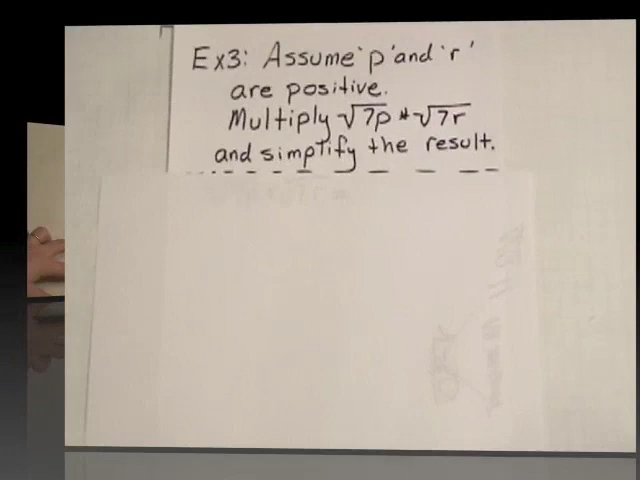 Ex3: Assume 'p' and 'r'
are positive.
Multiply √7p * √7r
and simplify the result.